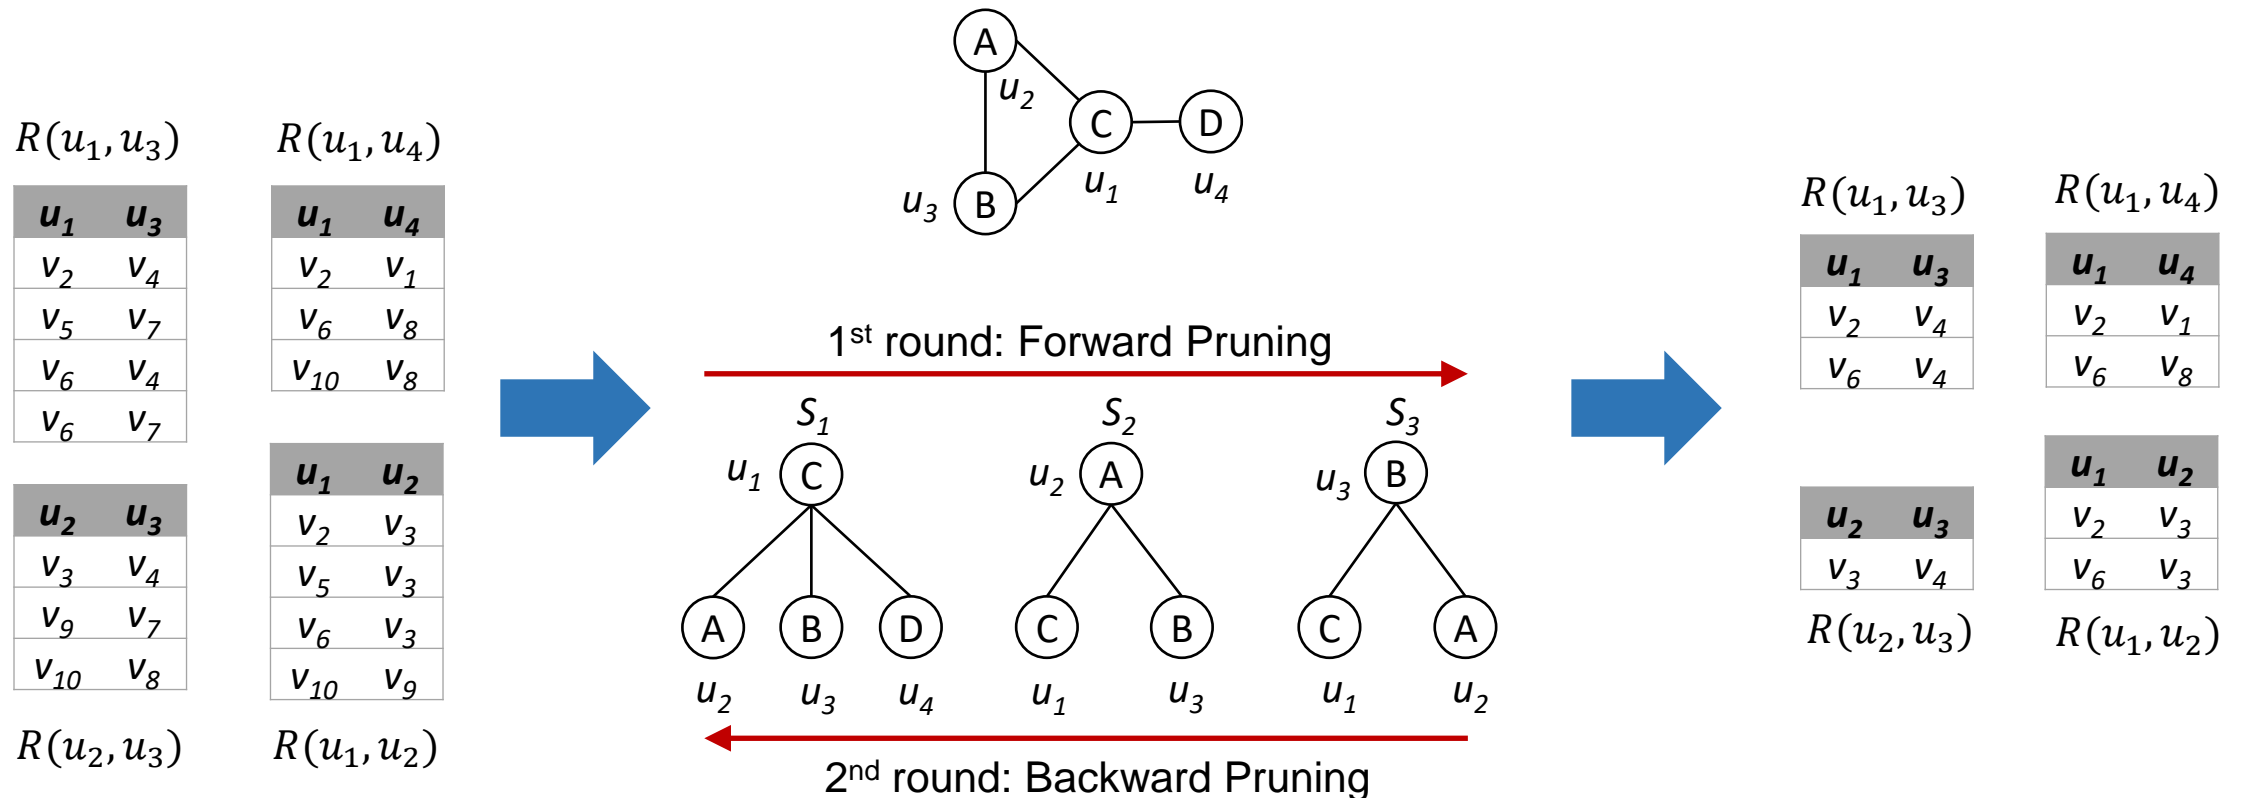 R(u₁, u₃)
u₁ u₃
v₂ v₄
v₅ v₇
v₆ v₄
v₆ v₇
R(u₁, u₄)
u₁ u₄
v₂ v₁
v₆ v₈
v₁₀ v₈
u₂ u₃
v₃ v₄
v₉ v₇
v₁₀ v₈
R(u₂, u₃)
u₁ u₂
v₂ v₃
v₅ v₃
v₆ v₃
v₁₀ v₉
R(u₁, u₂)
A
u₂
C
D
u₁
u₄
u₃
B
1st round: Forward Pruning
S₁ S₂ S₃
u₁ C u₂ A u₃ B
A B D C B C A
u₂ u₃ u₄ u₁ u₃ u₁ u₂
2nd round: Backward Pruning
R(u₁, u₃)
u₁ u₃
v₂ v₄
v₆ v₄
R(u₁, u₄)
u₁ u₄
v₂ v₁
v₆ v₈
u₂ u₃
v₃ v₄
R(u₂, u₃)
u₁ u₂
v₂ v₃
v₆ v₃
R(u₁, u₂)